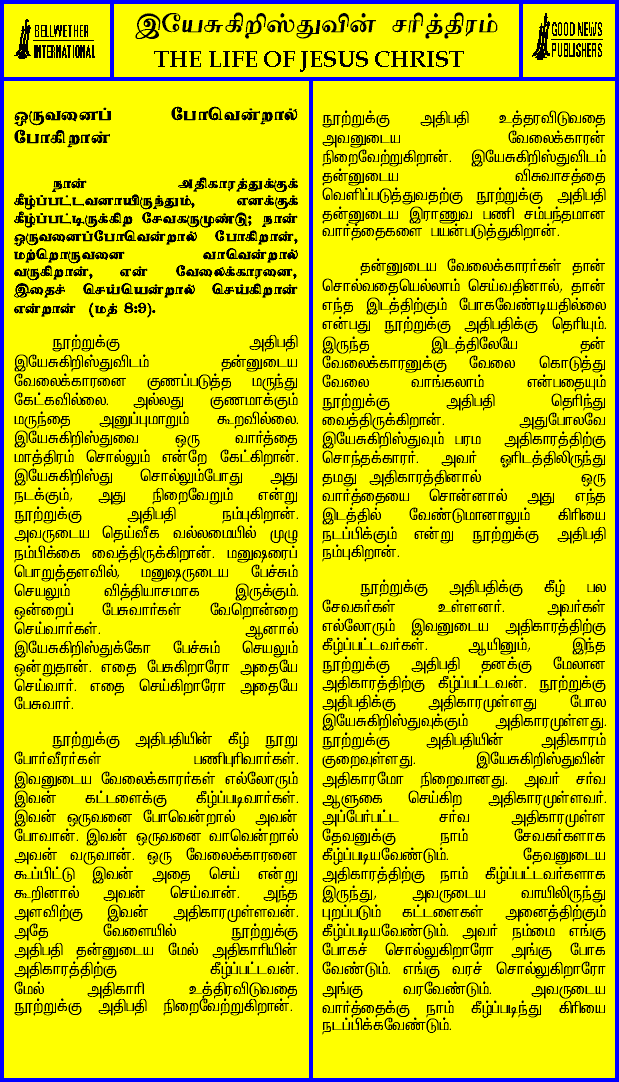 BELLWETHER
INTERNATIONAL
இயேசுகிறிஸ்துவின் சரித்திரம்
THE LIFE OF JESUS CHRIST
GOOD NEWS
PUBLISHERS
ஒருவனைப் போவென்றால்
போகிறான்
நான் அதிகாரத்துக்குக்
கீழ்ப்பட்டவனாயிருந்தும், எனக்குக்
கீழ்ப்பட்டிருக்கிற சேவகருமுண்டு; நான்
ஒருவனைப்போவென்றால் போகிறான்,
மற்றொருவனை வாவென்றால்
வருகிறான், என் வேலைக்காரனை,
இதைச் செய்யென்றால் செய்கிறான்
என்றான் (மத் 8:9).
நூற்றுக்கு அதிபதி
இயேசுகிறிஸ்துவிடம் தன்னுடைய
வேலைக்காரனை குணப்படுத்த மருந்து
கேட்கவில்லை. அல்லது குணமாக்கும்
மருந்தை அனுப்புமாறும் கூறவில்லை.
இயேசுகிறிஸ்துவை ஒரு வார்த்தை
மாத்திரம் சொல்லும் என்றே கேட்கிறான்.
இயேசுகிறிஸ்து சொல்லும்போது அது
நடக்கும், அது நிறைவேறும் என்று
நூற்றுக்கு அதிபதி நம்புகிறான்.
அவருடைய தெய்வீக வல்லமையில் முழு
நம்பிக்கை வைத்திருக்கிறான். மனுஷரைப்
பொறுத்தளவில், மனுஷருடைய பேச்சும்
செயலும் வித்தியாசமாக இருக்கும்.
ஒன்றைப் பேசுவார்கள் வேறொன்றை
செய்வார்கள். ஆனால்
இயேசுகிறிஸ்துக்கோ பேச்சும் செயலும்
ஒன்றுதான். எதை பேசுகிறாரோ அதையே
செய்வார். எதை செய்கிறாரோ அதையே
பேசுவார்.
நூற்றுக்கு அதிபதியின் கீழ் நூறு
போர்வீரர்கள் பணிபுரிவார்கள்.
இவனுடைய வேலைக்காரர்கள் எல்லோரும்
இவன் கட்டளைக்கு கீழ்ப்படிவார்கள்.
இவன் ஒருவனை போவென்றால் அவன்
போவான். இவன் ஒருவனை வாவென்றால்
அவன் வருவான். ஒரு வேலைக்காரனை
கூப்பிட்டு இவன் அதை செய் என்று
கூறினால் அவன் செய்வான். அந்த
அளவிற்கு இவன் அதிகாரமுள்ளவன்.
அதே வேளையில் நூற்றுக்கு
அதிபதி தன்னுடைய மேல் அதிகாரியின்
அதிகாரத்திற்கு கீழ்ப்பட்டவன்.
மேல் அதிகாரி உத்திரவிடுவதை
நூற்றுக்கு அதிபதி நிறைவேற்றுகிறான்.
நூரற்றுக்கு அதிபதி உத்தரவிடுவதை
அவனுடைய வேலைக்காரன்
நிறைவேற்றுகிறான். இயேசுகிறிஸ்துவிடம்
தன்னுடைய விசுவாசத்தை
வெளிப்படுத்துவதற்கு நூற்றுக்கு அதிபதி
தன்னுடைய இராணுவ பணி சம்பந்தமான
வார்த்தைகளை பயன்படுத்துகிறான்.
தன்னுடைய வேலைக்காரர்கள் தான்
சொல்வதையெல்லாம் செய்வதினால், தான்
எந்த இடத்திற்கும் போகவேண்டியதில்லை
என்பது நூற்றுக்கு அதிபதிக்கு தெரியும்.
இருந்த இடத்திலேயே தன்
வேலைக்காரனுக்கு வேலை கொடுத்து
வேலை வாங்கலாம் என்பதையும்
நூற்றுக்கு அதிபதி தெரிந்து
வைத்திருக்கிறான். அதுபோலவே
இயேசுகிறிஸ்துவும் பரம அதிகாரத்திற்கு
சொந்தக்காரர். அவர் ஓரிடத்திலிருந்து
தமது அதிகாரத்தினால் ஒரு
வார்த்தையை சொன்னால் அது எந்த
இடத்தில் வேண்டுமானாலும் கிரியை
நடப்பிக்கும் என்று நூற்றுக்கு அதிபதி
நம்புகிறான்.
நூற்றுக்கு அதிபதிக்கு கீழ் பல
சேவகர்கள் உள்ளனர். அவர்கள்
எல்லோரும் இவனுடைய அதிகாரத்திற்கு
கீழ்ப்பட்டவர்கள். ஆயினும், இந்த
நூற்றுக்கு அதிபதி தனக்கு மேலான
அதிகாரத்திற்கு கீழ்ப்பட்டவன். நூற்றுக்கு
அதிபதிக்கு அதிகாரமுள்ளது போல
இயேசுகிறிஸ்துவுக்கும் அதிகாரமுள்ளது.
நூற்றுக்கு அதிபதியின் அதிகாரம்
குறைவுள்ளது. இயேசுகிறிஸ்துவின்
அதிகாரமோ நிறைவானது. அவர் சர்வ
ஆளுகை செய்கிற அதிகாரமுள்ளவர்.
அப்பேர்பட்ட சர்வ அதிகாரமுள்ள
தேவனுக்கு நாம் சேவகர்களாக
கீழ்ப்படியவேண்டும். தேவனுடைய
அதிகாரத்திற்கு நாம் கீழ்ப்பட்டவர்களாக
இருந்து, அவருடைய வாயிலிருந்து
புறப்படும் கட்டளைகள் அனைத்திற்கும்
கீழ்ப்படியவேண்டும். அவர் நம்மை எங்கு
போகச் சொல்லுகிறாரோ அங்கு போக
வேண்டும். எங்கு வரச் சொல்லுகிறாரோ
அங்கு வரவேண்டும். அவருடைய
வார்த்தைக்கு நாம் கீழ்ப்படிந்து கிரியை
நடப்பிக்கவேண்டும்.